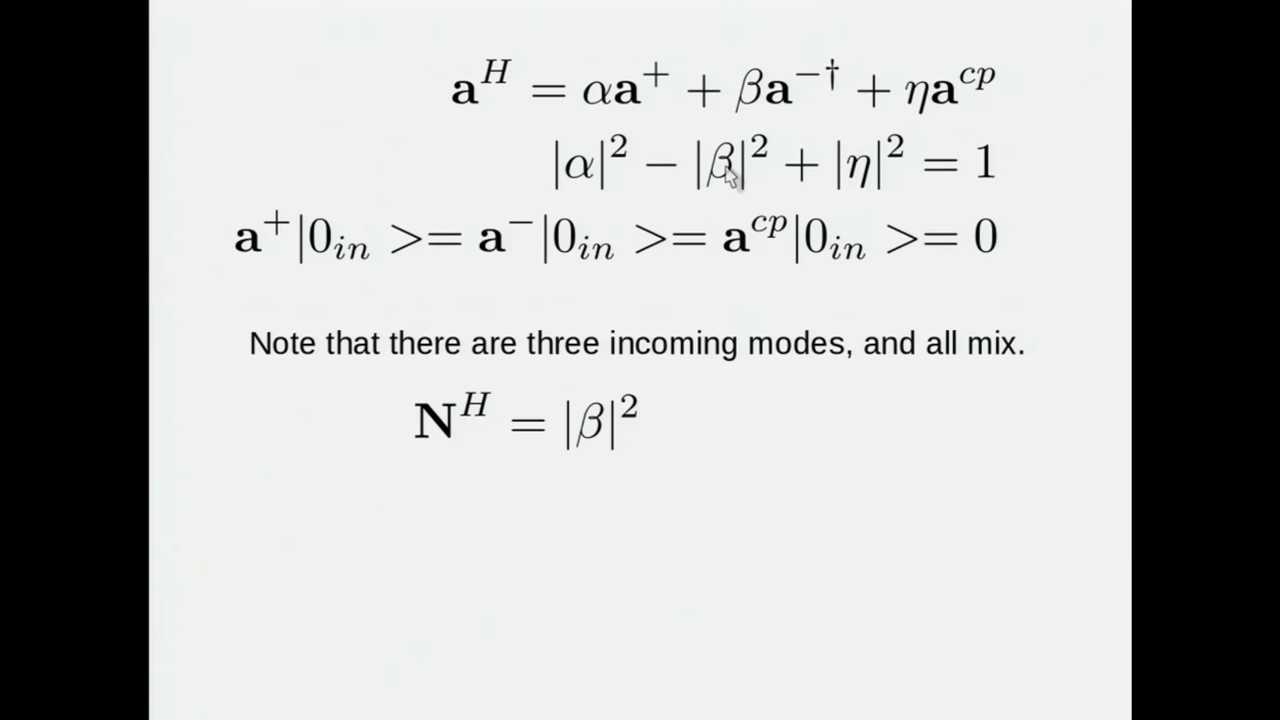 𝐚^H = α𝐚^+ + β𝐚^{−†} + η𝐚^{cp}
|α|^2 − |β|^2 + |η|^2 = 1
𝐚^+|0_{in} >= 𝐚^−|0_{in} >= 𝐚^{cp}|0_{in} >= 0
Note that there are three incoming modes, and all mix.
𝐍^H = |β|^2